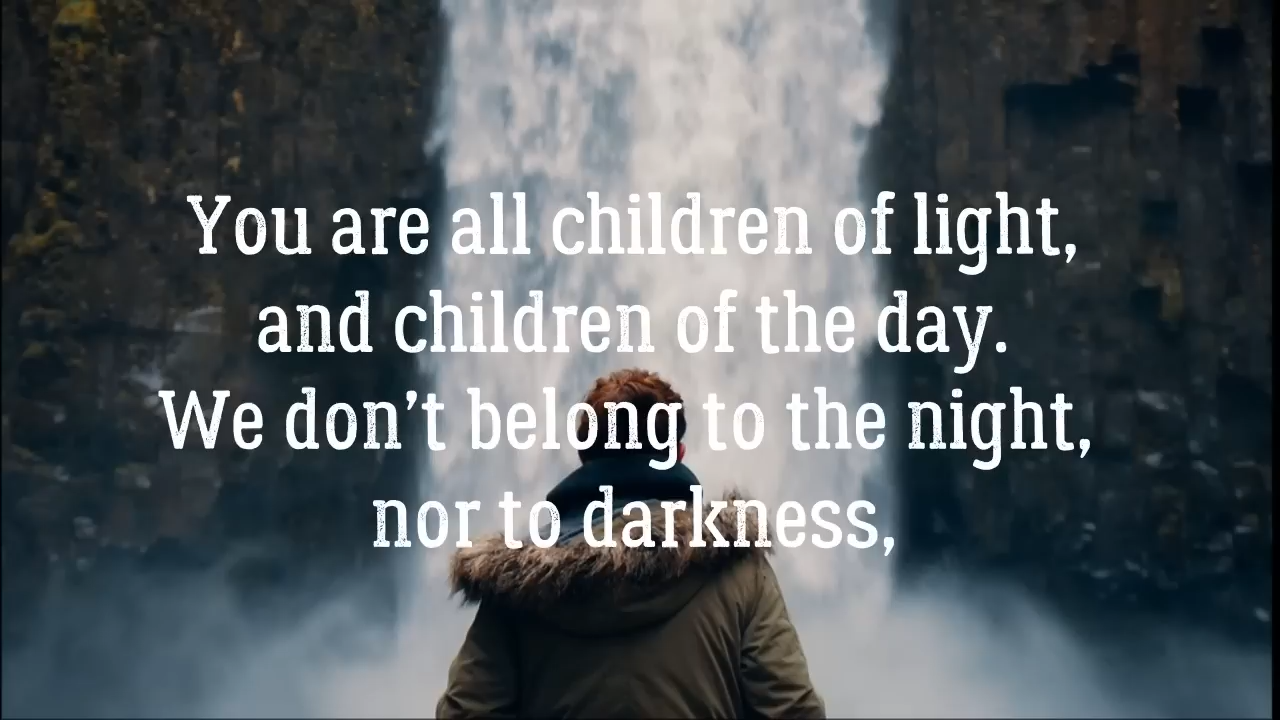 You are all children of light,
and children of the day.
We don’t belong to the night,
nor to darkness,